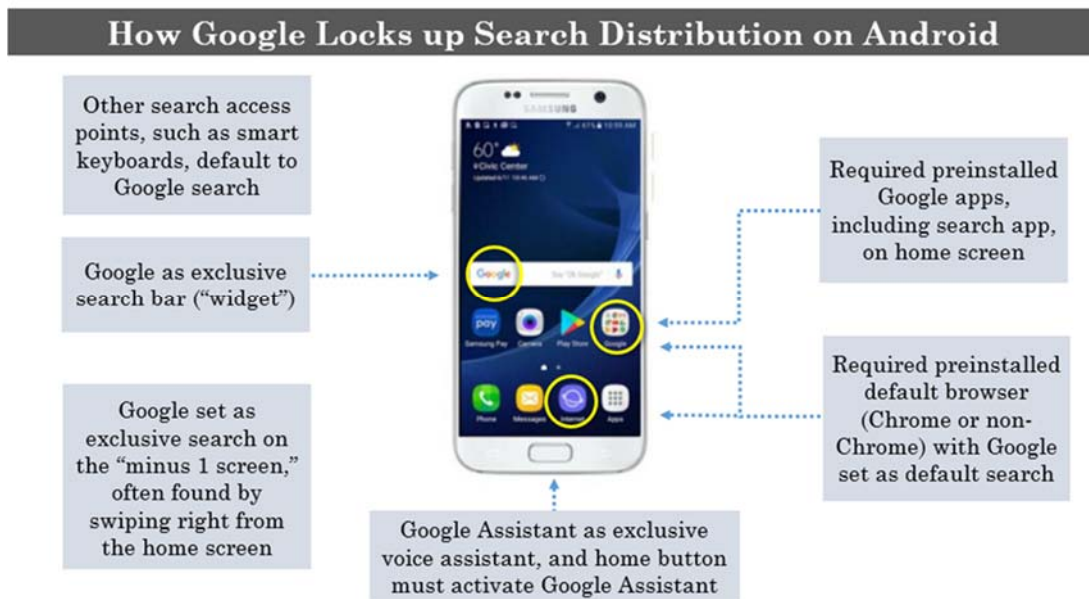 How Google Locks up Search Distribution on Android
Other search access
points, such as smart
keyboards, default to
Google search
Google as exclusive
search bar (“widget”)
Google set as
exclusive search on
the “minus 1 screen,”
often found by
swiping right from
the home screen
SAMSUNG
60°
Civic Center
Google
Say "Ok Google"
Samsung Pay
Camera
Play Store
Google
Phone
Messages
Internet
Apps
pay
Google Assistant as exclusive
voice assistant, and home button
must activate Google Assistant
Required preinstalled
Google apps,
including search app,
on home screen
Required preinstalled
default browser
(Chrome or non-
Chrome) with Google
set as default search